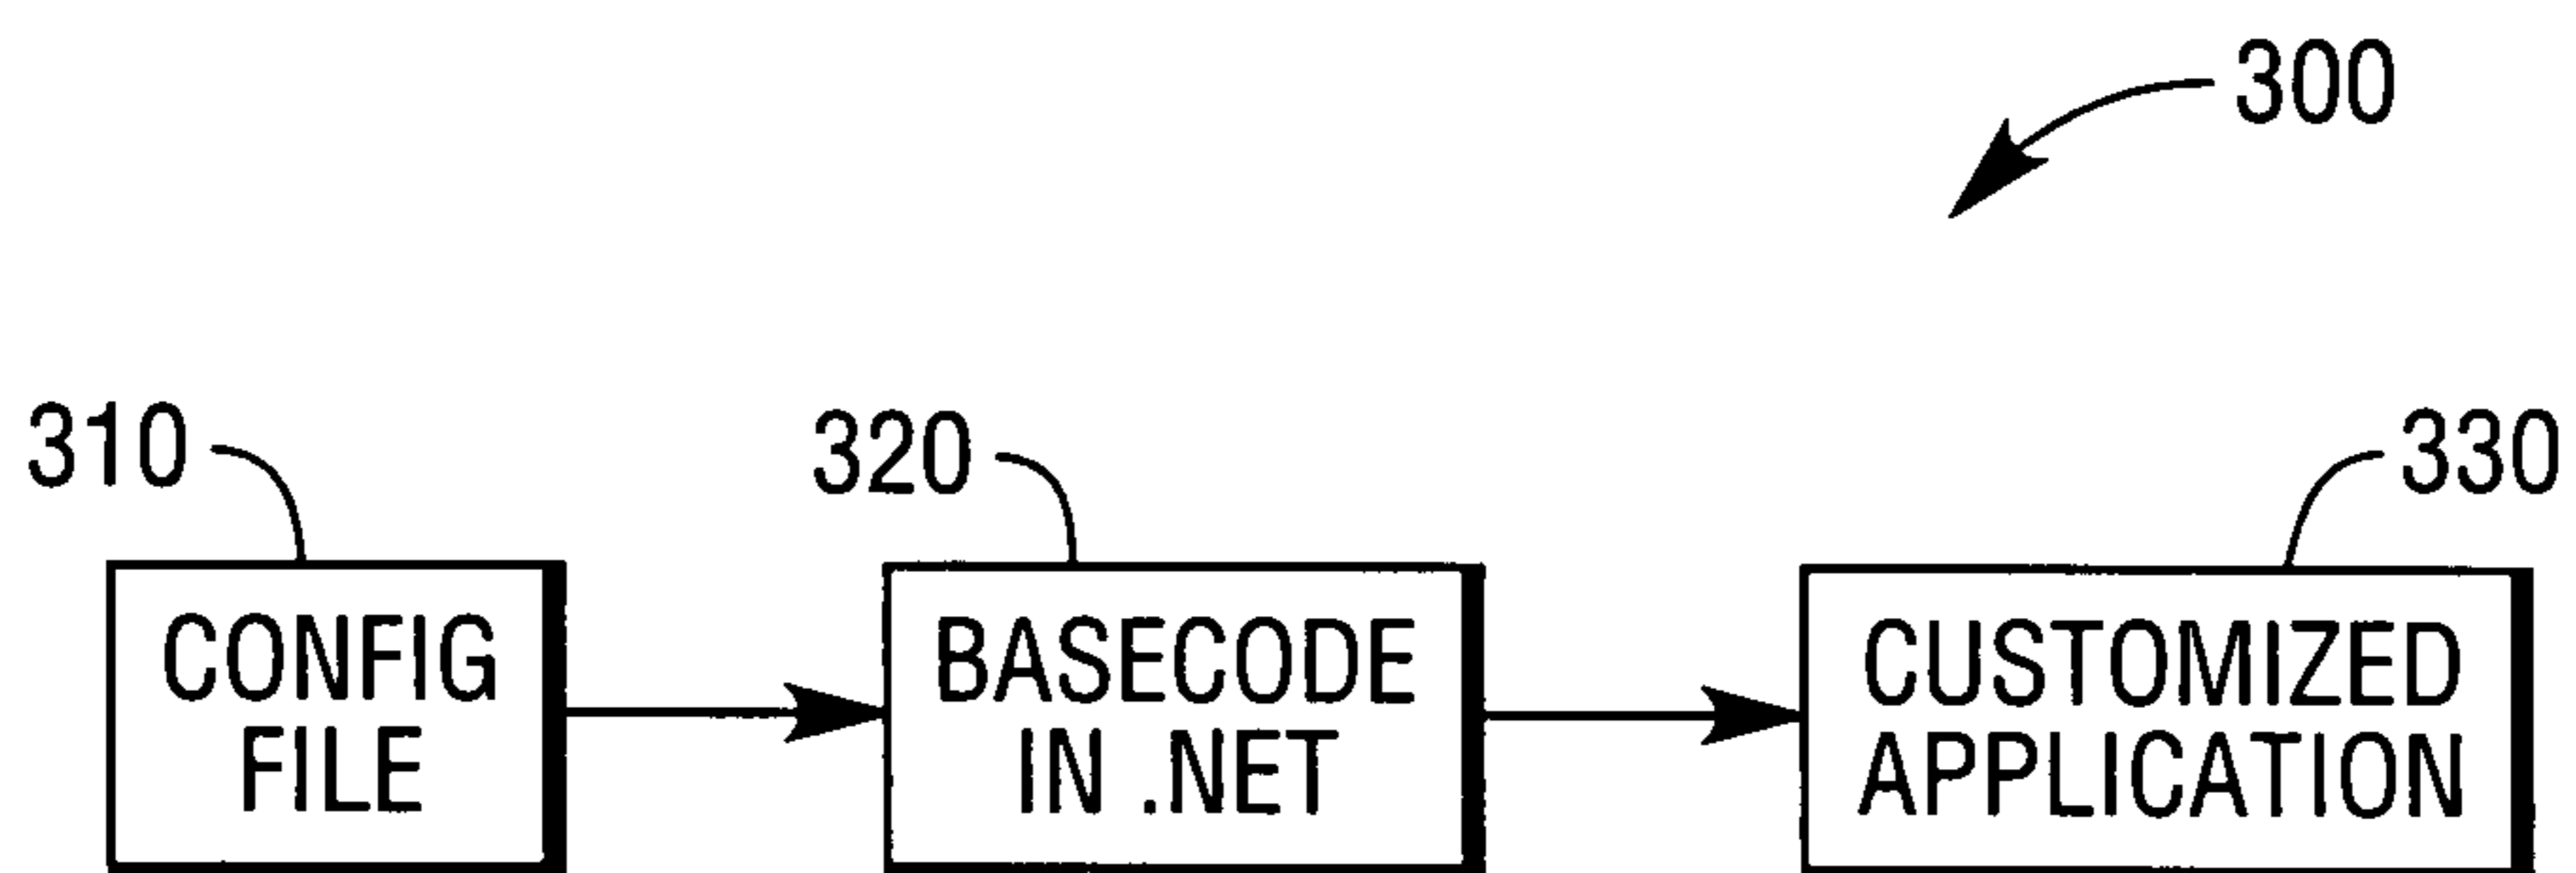 300
310
320
330
CONFIG
FILE
BASECODE
IN .NET
CUSTOMIZED
APPLICATION